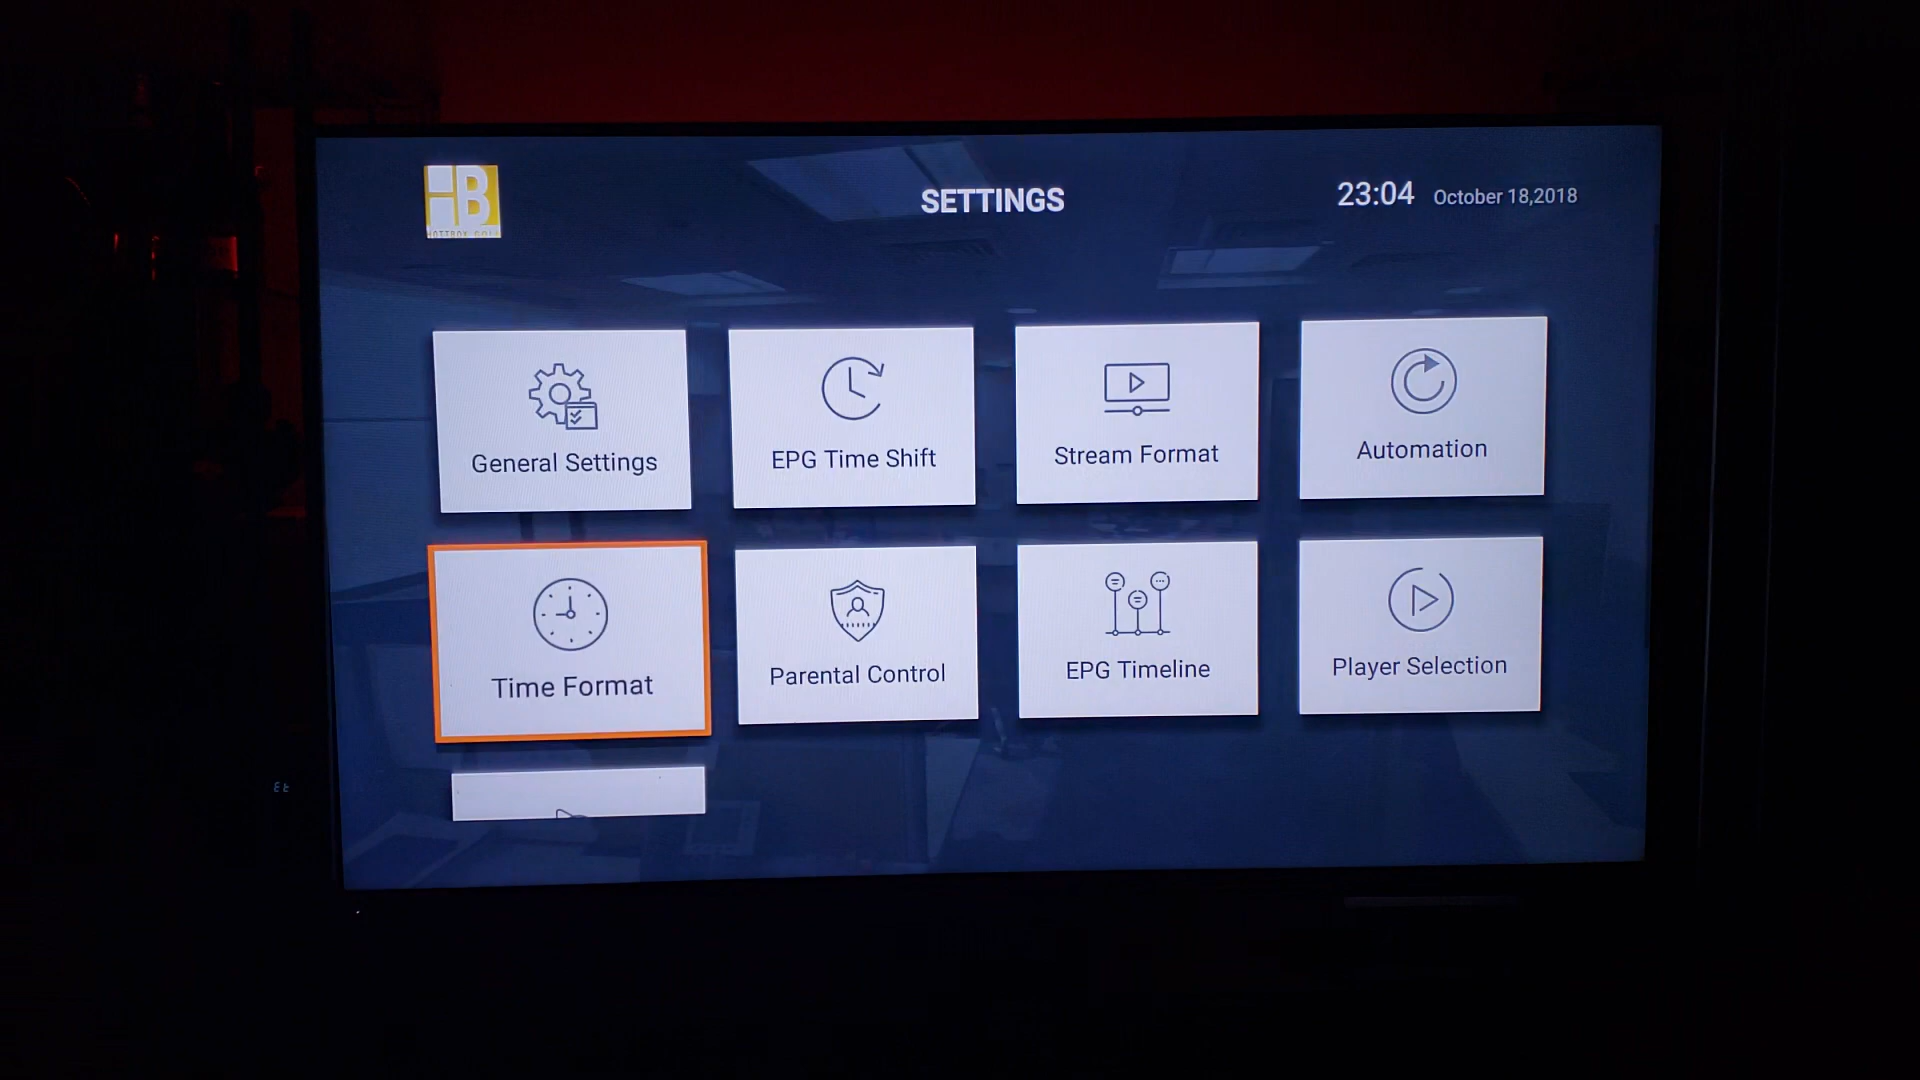 B
SETTINGS
23:04 October 18,2018
General Settings
EPG Time Shift
Stream Format
Automation
Time Format
Parental Control
EPG Timeline
Player Selection